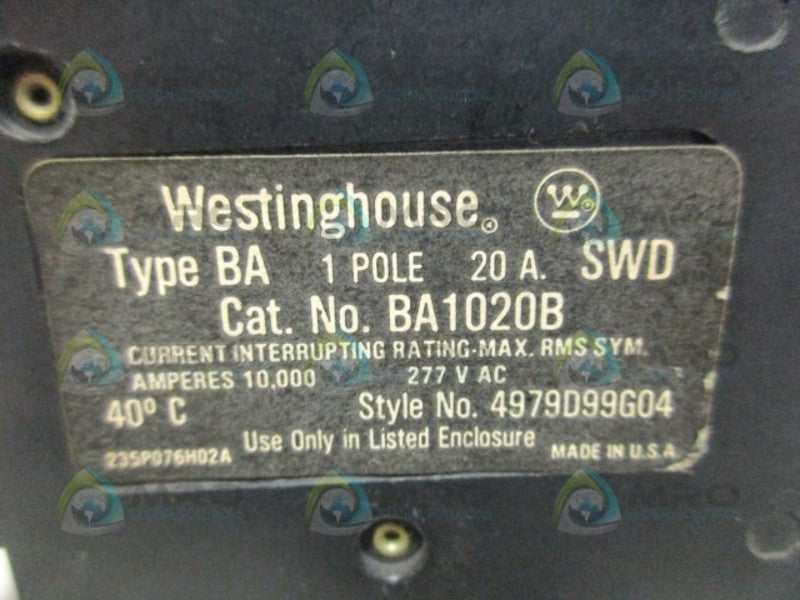 Westinghouse®
Type BA 1 POLE 20 A. SWD
Cat. No. BA1020B
CURRENT INTERRUPTING RATING-MAX. RMS SYM.
AMPERES 10,000 277 V AC
40º C Style No. 4979D99G04
Use Only in Listed Enclosure
235P076H02A MADE IN U.S.A.